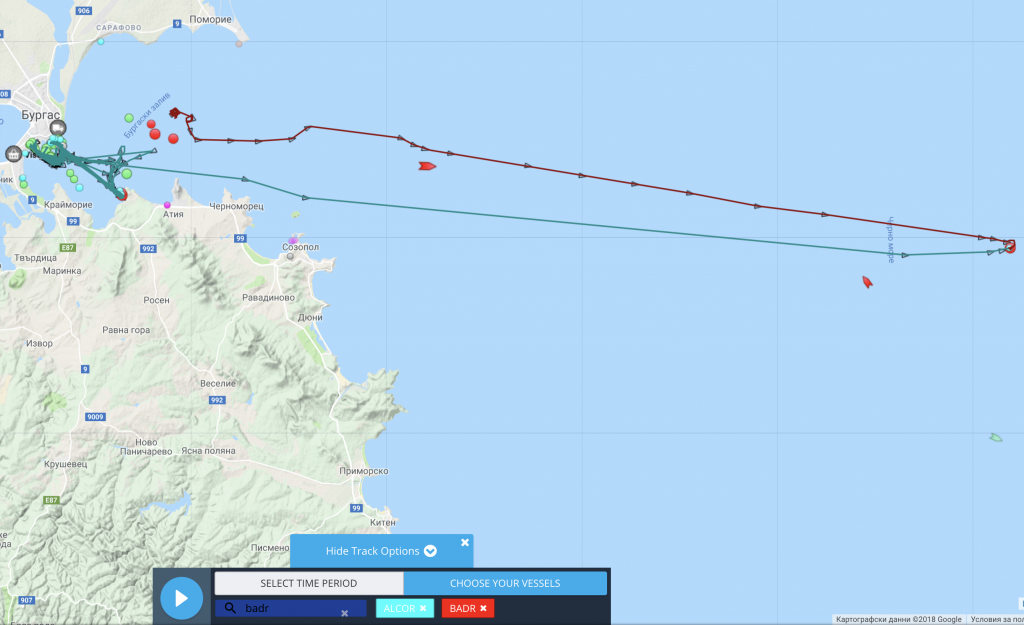 906
Поморие
САРАФОВО
9
Бургаски залив
Бургас
ник
Крайморие
9
99
Атия
Черноморец
99
E87
992
Созопол
Твърдица
Маринка
Черно море
Росен
Равадиново
Равна гора
Дюни
Извор
9
Веселие
992
9009
Ново
Паничарево
Ясна поляна
Крушевец
Приморско
E87
99
Китен
Писмено
907
Hide Track Options
SELECT TIME PERIOD
CHOOSE YOUR VESSELS
badr
ALCOR
BADR
Картографски данни ©2018 Google
Условия за пол